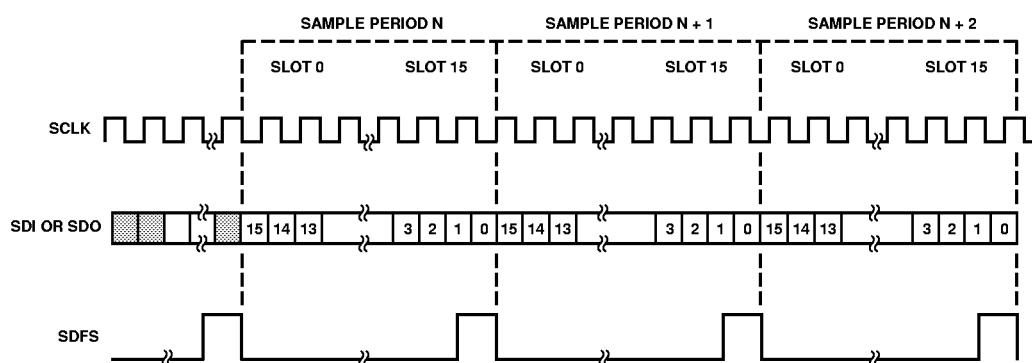 SAMPLE PERIOD N SAMPLE PERIOD N + 1 SAMPLE PERIOD N + 2
SLOT 0 SLOT 15 SLOT 0 SLOT 15 SLOT 0 SLOT 15
SCLK
SDI OR SDO 15 14 13 3 2 1 0 15 14 13 3 2 1 0 15 14 13 3 2 1 0
SDFS